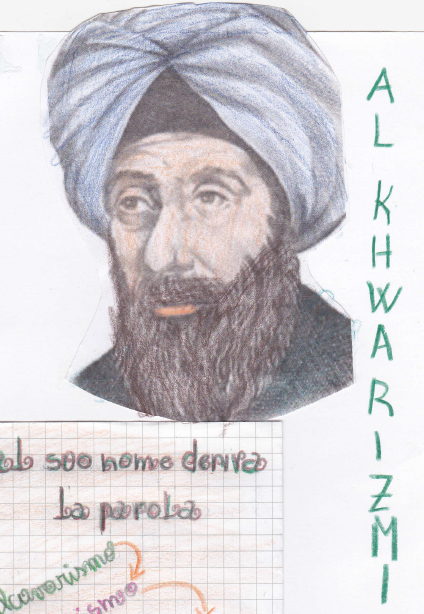 AL KHWARIZMI
aL suo nome deriva
La parola